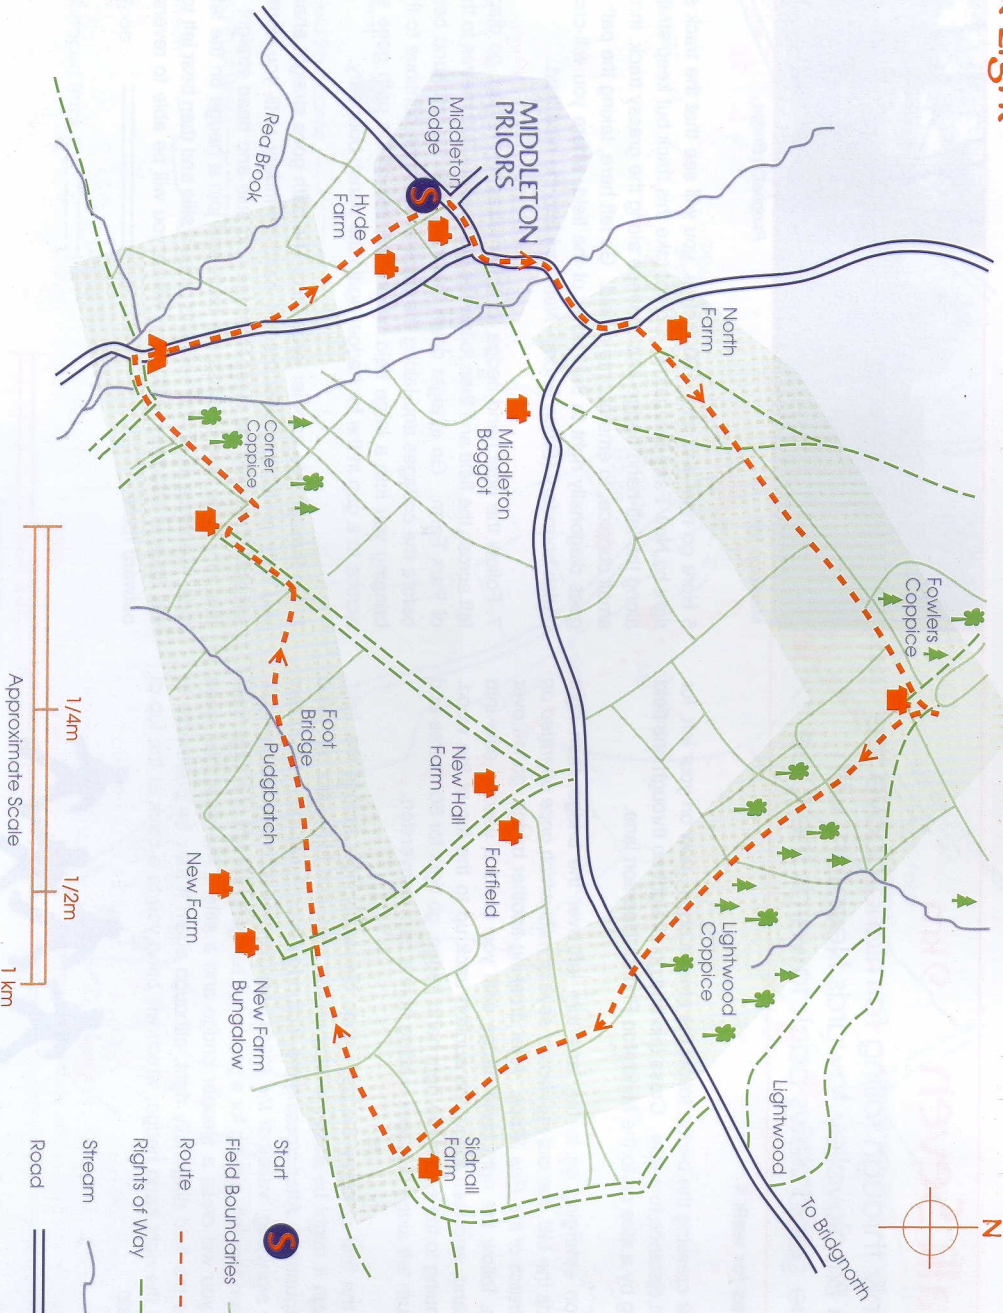 N
To Bridgnorth
Fowlers
Coppice
Lightwood
North
Farm
Lightwood
Coppice
MIDDLETON
PRIORS
Middleton
Baggot
Fairfield
Middleton
Lodge
S
Sidnall
Farm
New Hall
Farm
Hyde
Farm
Foot
Bridge
Pudgbatch
Rea Brook
Corner
Coppice
New Farm
Bungalow
New Farm
Start S
Field Boundaries
Route
Rights of Way
Stream
Road
1/4m
1/2m
1km
Approximate Scale